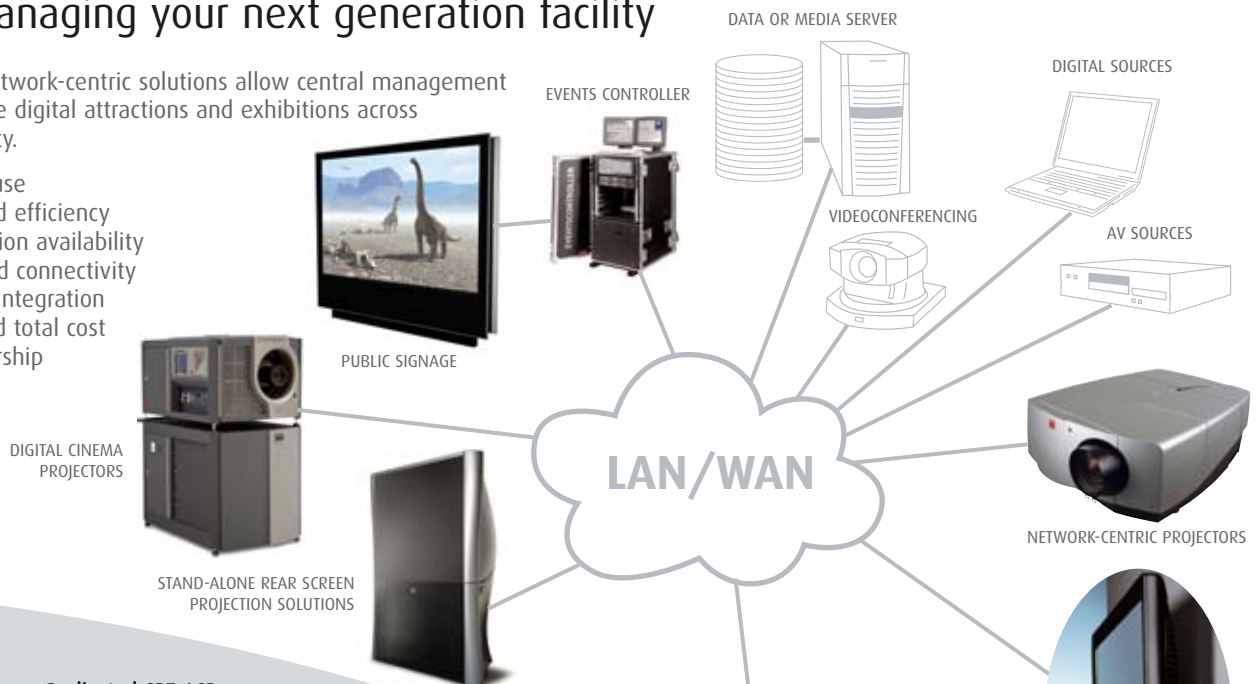 anaging your next generation facility
twork-centric solutions allow central management
e digital attractions and exhibitions across
y.
use
d efficiency
ion availability
d connectivity
integration
d total cost
rship
DATA OR MEDIA SERVER
EVENTS CONTROLLER
DIGITAL SOURCES
EVENTSCONTROLLER
VIDEOCONFERENCING
AV SOURCES
PUBLIC SIGNAGE
DIGITAL CINEMA
PROJECTORS
LAN/WAN
NETWORK-CENTRIC PROJECTORS
STAND-ALONE REAR SCREEN
PROJECTION SOLUTIONS